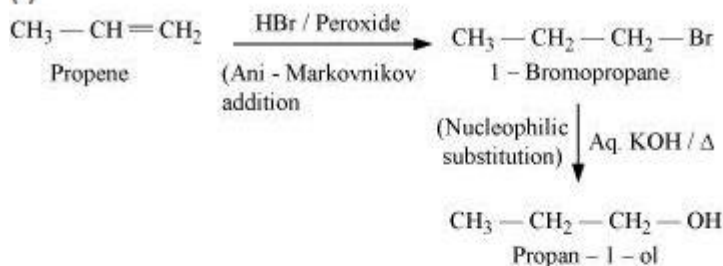 CH₃ — CH ═ CH₂
Propene
HBr / Peroxide
(Ani - Markovnikov
addition
CH₃ — CH₂ — CH₂ — Br
1 – Bromopropane
(Nucleophilic
substitution)
Aq. KOH / Δ
CH₃ — CH₂ — CH₂ — OH
Propan – 1 – ol